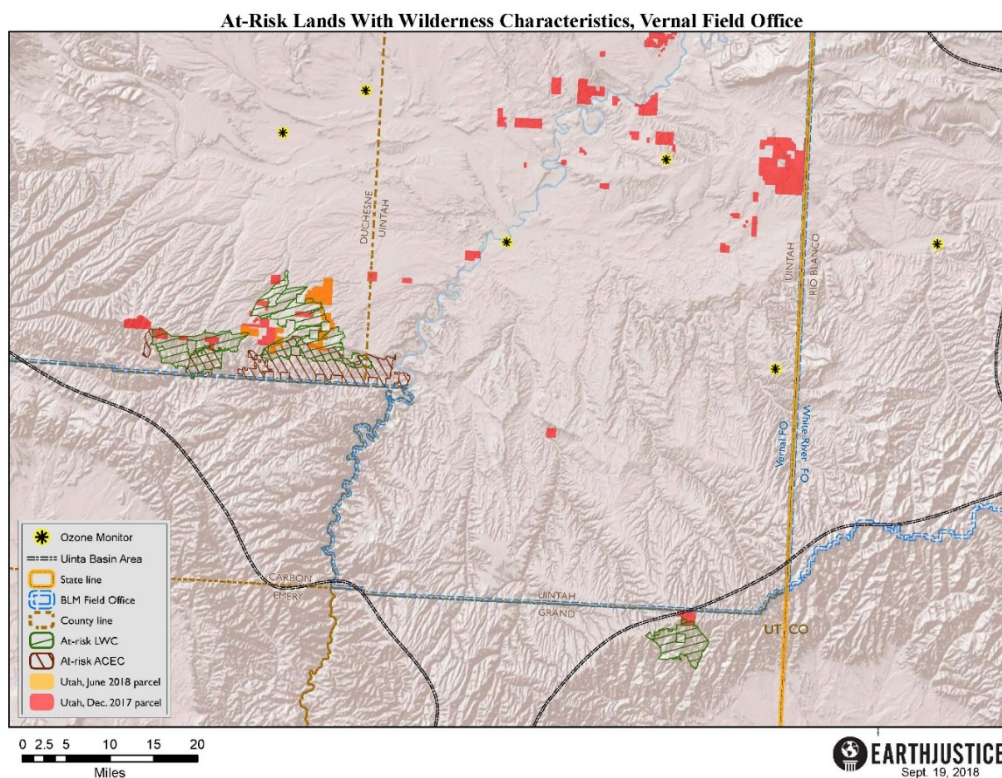 At-Risk Lands With Wilderness Characteristics, Vernal Field Office
DUCHESNE
UINTAH
UINTAH
RIO BLANCO
Vernal FO
White River FO
CARBON
EMERY
UINTAH
GRAND
UT CO
Ozone Monitor
Uinta Basin Area
State line
BLM Field Office
County line
At-risk LWC
At-risk ACEC
Utah, June 2018 parcel
Utah, Dec. 2017 parcel
0 2.5 5 10 15 20
Miles
EARTHJUSTICE
Sept. 19, 2018